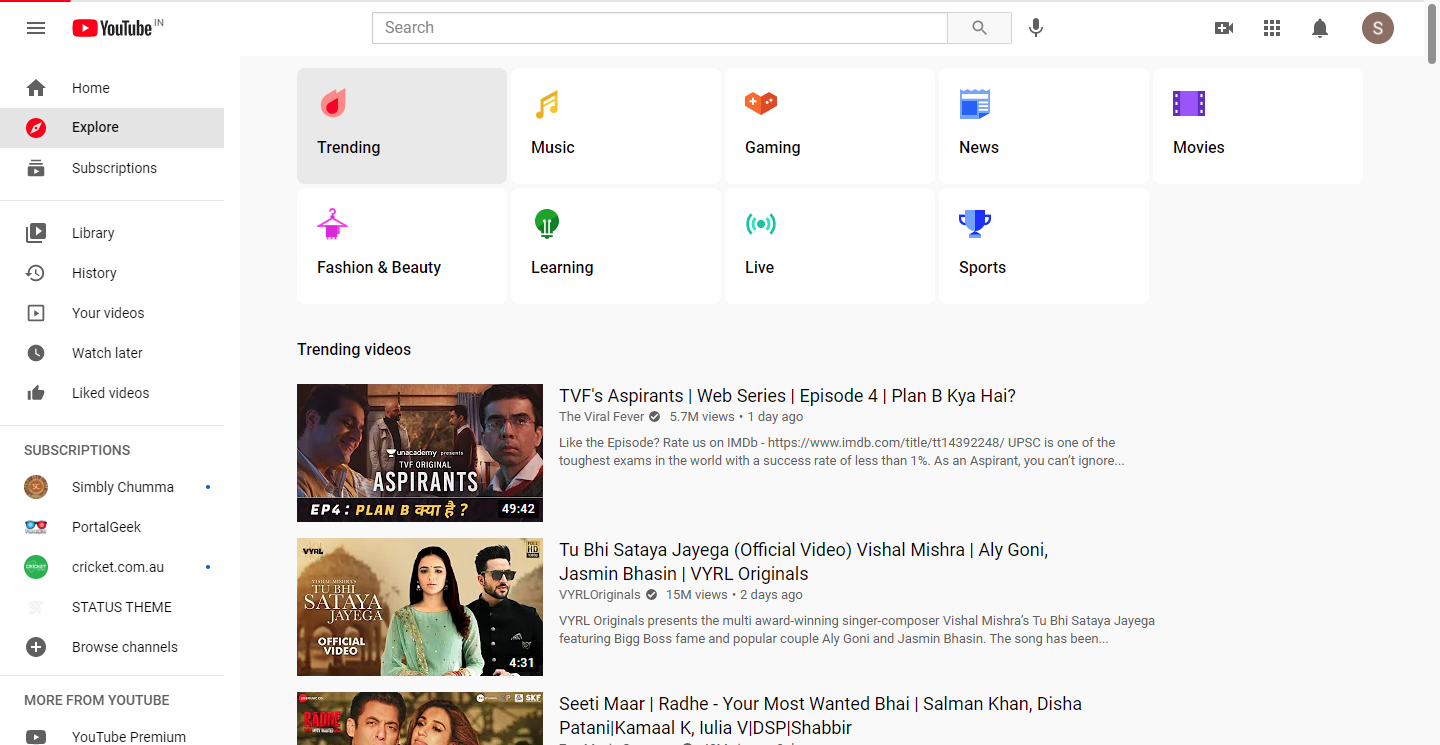 YouTube IN
Search
S
Home
Explore
Subscriptions
Library
History
Your videos
Watch later
Liked videos
SUBSCRIPTIONS
Simbly Chumma
PortalGeek
cricket.com.au
STATUS THEME
Browse channels
MORE FROM YOUTUBE
YouTube Premium
Trending
Music
Gaming
News
Movies
Fashion & Beauty
Learning
Live
Sports
Trending videos
unacademy presents
TVF ORIGINAL
ASPIRANTS
EP4 : PLAN B क्या है ?
49:42
TVF's Aspirants | Web Series | Episode 4 | Plan B Kya Hai?
The Viral Fever 5.7M views • 1 day ago
Like the Episode? Rate us on IMDb - https://www.imdb.com/title/tt14392248/ UPSC is one of the
toughest exams in the world with a success rate of less than 1%. As an Aspirant, you can’t ignore...
VYRL
FULL
HD
VISHAL MISHRA'S
TU BHI
SATAYA
JAYEGA
OFFICIAL
VIDEO
4:31
Tu Bhi Sataya Jayega (Official Video) Vishal Mishra | Aly Goni,
Jasmin Bhasin | VYRL Originals
VYRLOriginals 15M views • 2 days ago
VYRL Originals presents the multi award-winning singer-composer Vishal Mishra's Tu Bhi Sataya Jayega
featuring Bigg Boss fame and popular couple Aly Goni and Jasmin Bhasin. The song has been...
SKF
RADHE
Seeti Maar | Radhe - Your Most Wanted Bhai | Salman Khan, Disha
Patani|Kamaal K, Iulia V|DSP|Shabbir